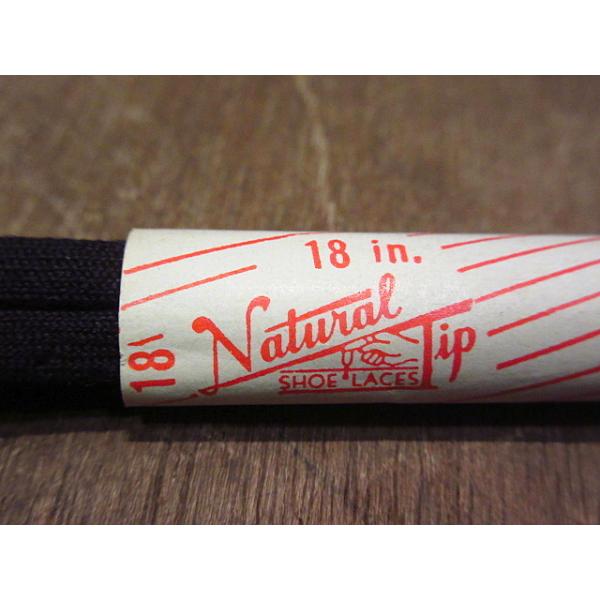 18 in.
Natural
Tip
SHOE LACES
18